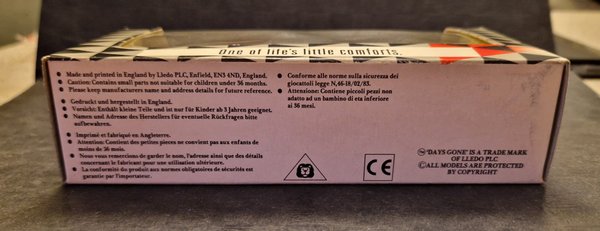 One of life's little comforts.
● Made and printed in England by Lledo PLC, Enfield, EN3 4ND, England.
● Caution: Contains small parts not suitable for children under 36 months.
● Please keep manufacturers name and address details for future reference.
● Gedruckt und hergestellt in England.
● Vorsicht: Enthält kleine Teile und ist nur für Kinder ab 3 Jahren geeignet.
● Namen und Adresse des Herstellers für eventuelle Rückfragen bitte
aufbewahren.
● Imprimé et fabriqué en Angleterre.
● Attention: Contient des petites pieces ne convient pas aux enfants de
moins de 36 mois.
● Nous vous remercions de garder le nom, l'adresse ainsi que des détails
concernant le fabricant pour une utilisation ultérieure.
● La conformité du produit aux normes obligatoires de sécurités est
garantie par l'importateur.
● Conforme alle norme sulla sicurezza dei
giocattoli legge N,46-18/02/83.
● Attenzione: Contiene piccoli pezzi non
adatto ad un bambino di eta inferiore
ai 36 mesi.
CE
'DAYS GONE' IS A TRADE MARK
OF LLEDO PLC
© ALL MODELS ARE PROTECTED
BY COPYRIGHT